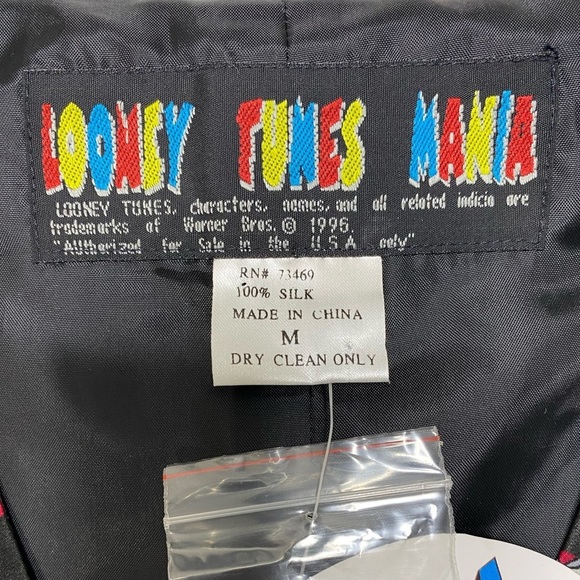 LOONEY TUNES MANIA
LOONEY TUNES, characters, names, and all related indicia are
trademarks of Warner Bros. © 1996.
"Authorized for Sale in the U.S.A only"
RN# 73469
100% SILK
MADE IN CHINA
M
DRY CLEAN ONLY